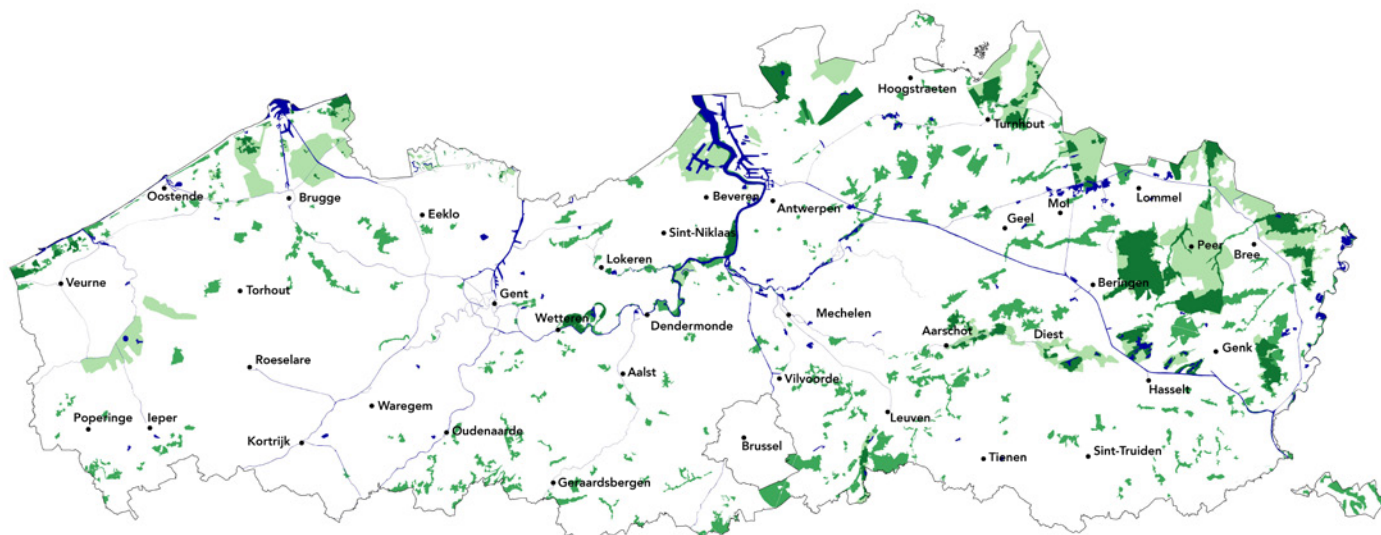 Hoogstraeten
Turnhout
Oostende
Brugge
Eeklo
Beveren
Antwerpen
Lommel
Mol
Geel
Sint-Niklaas
Peer
Bree
Lokeren
Veurne
Torhout
Beringen
Gent
Wetteren
Dendermonde
Mechelen
Aarschot
Diest
Genk
Roeselare
Aalst
Vilvoorde
Hasselt
Waregem
Poperinge
Ieper
Leuven
Kortrijk
Oudenaarde
Brussel
Tienen
Sint-Truiden
Geraardsbergen